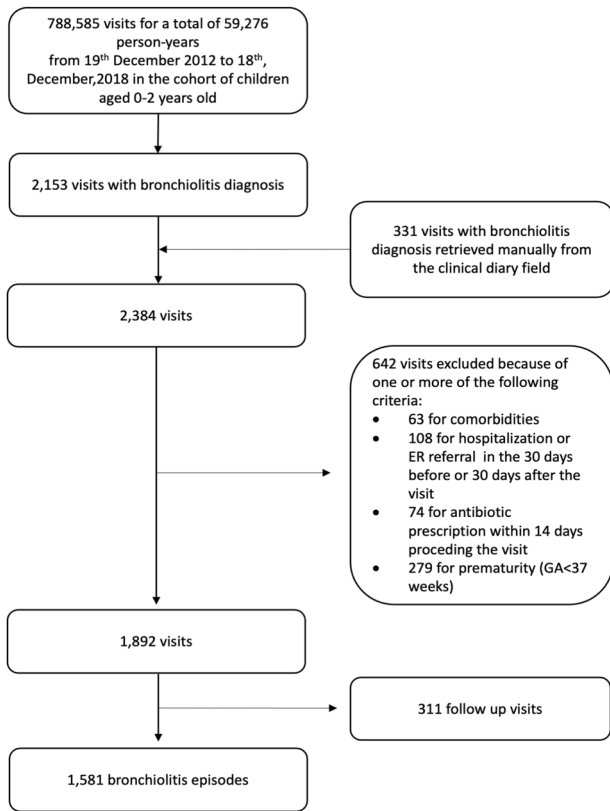 788,585 visits for a total of 59,276
person-years
from 19th December 2012 to 18th,
December,2018 in the cohort of children
aged 0-2 years old
2,153 visits with bronchiolitis diagnosis
331 visits with bronchiolitis
diagnosis retrieved manually from
the clinical diary field
2,384 visits
642 visits excluded because of
one or more of the following
criteria:
• 63 for comorbidities
• 108 for hospitalization or
ER referral in the 30 days
before or 30 days after the
visit
• 74 for antibiotic
prescription within 14 days
proceding the visit
• 279 for prematurity (GA<37
weeks)
1,892 visits
311 follow up visits
1,581 bronchiolitis episodes